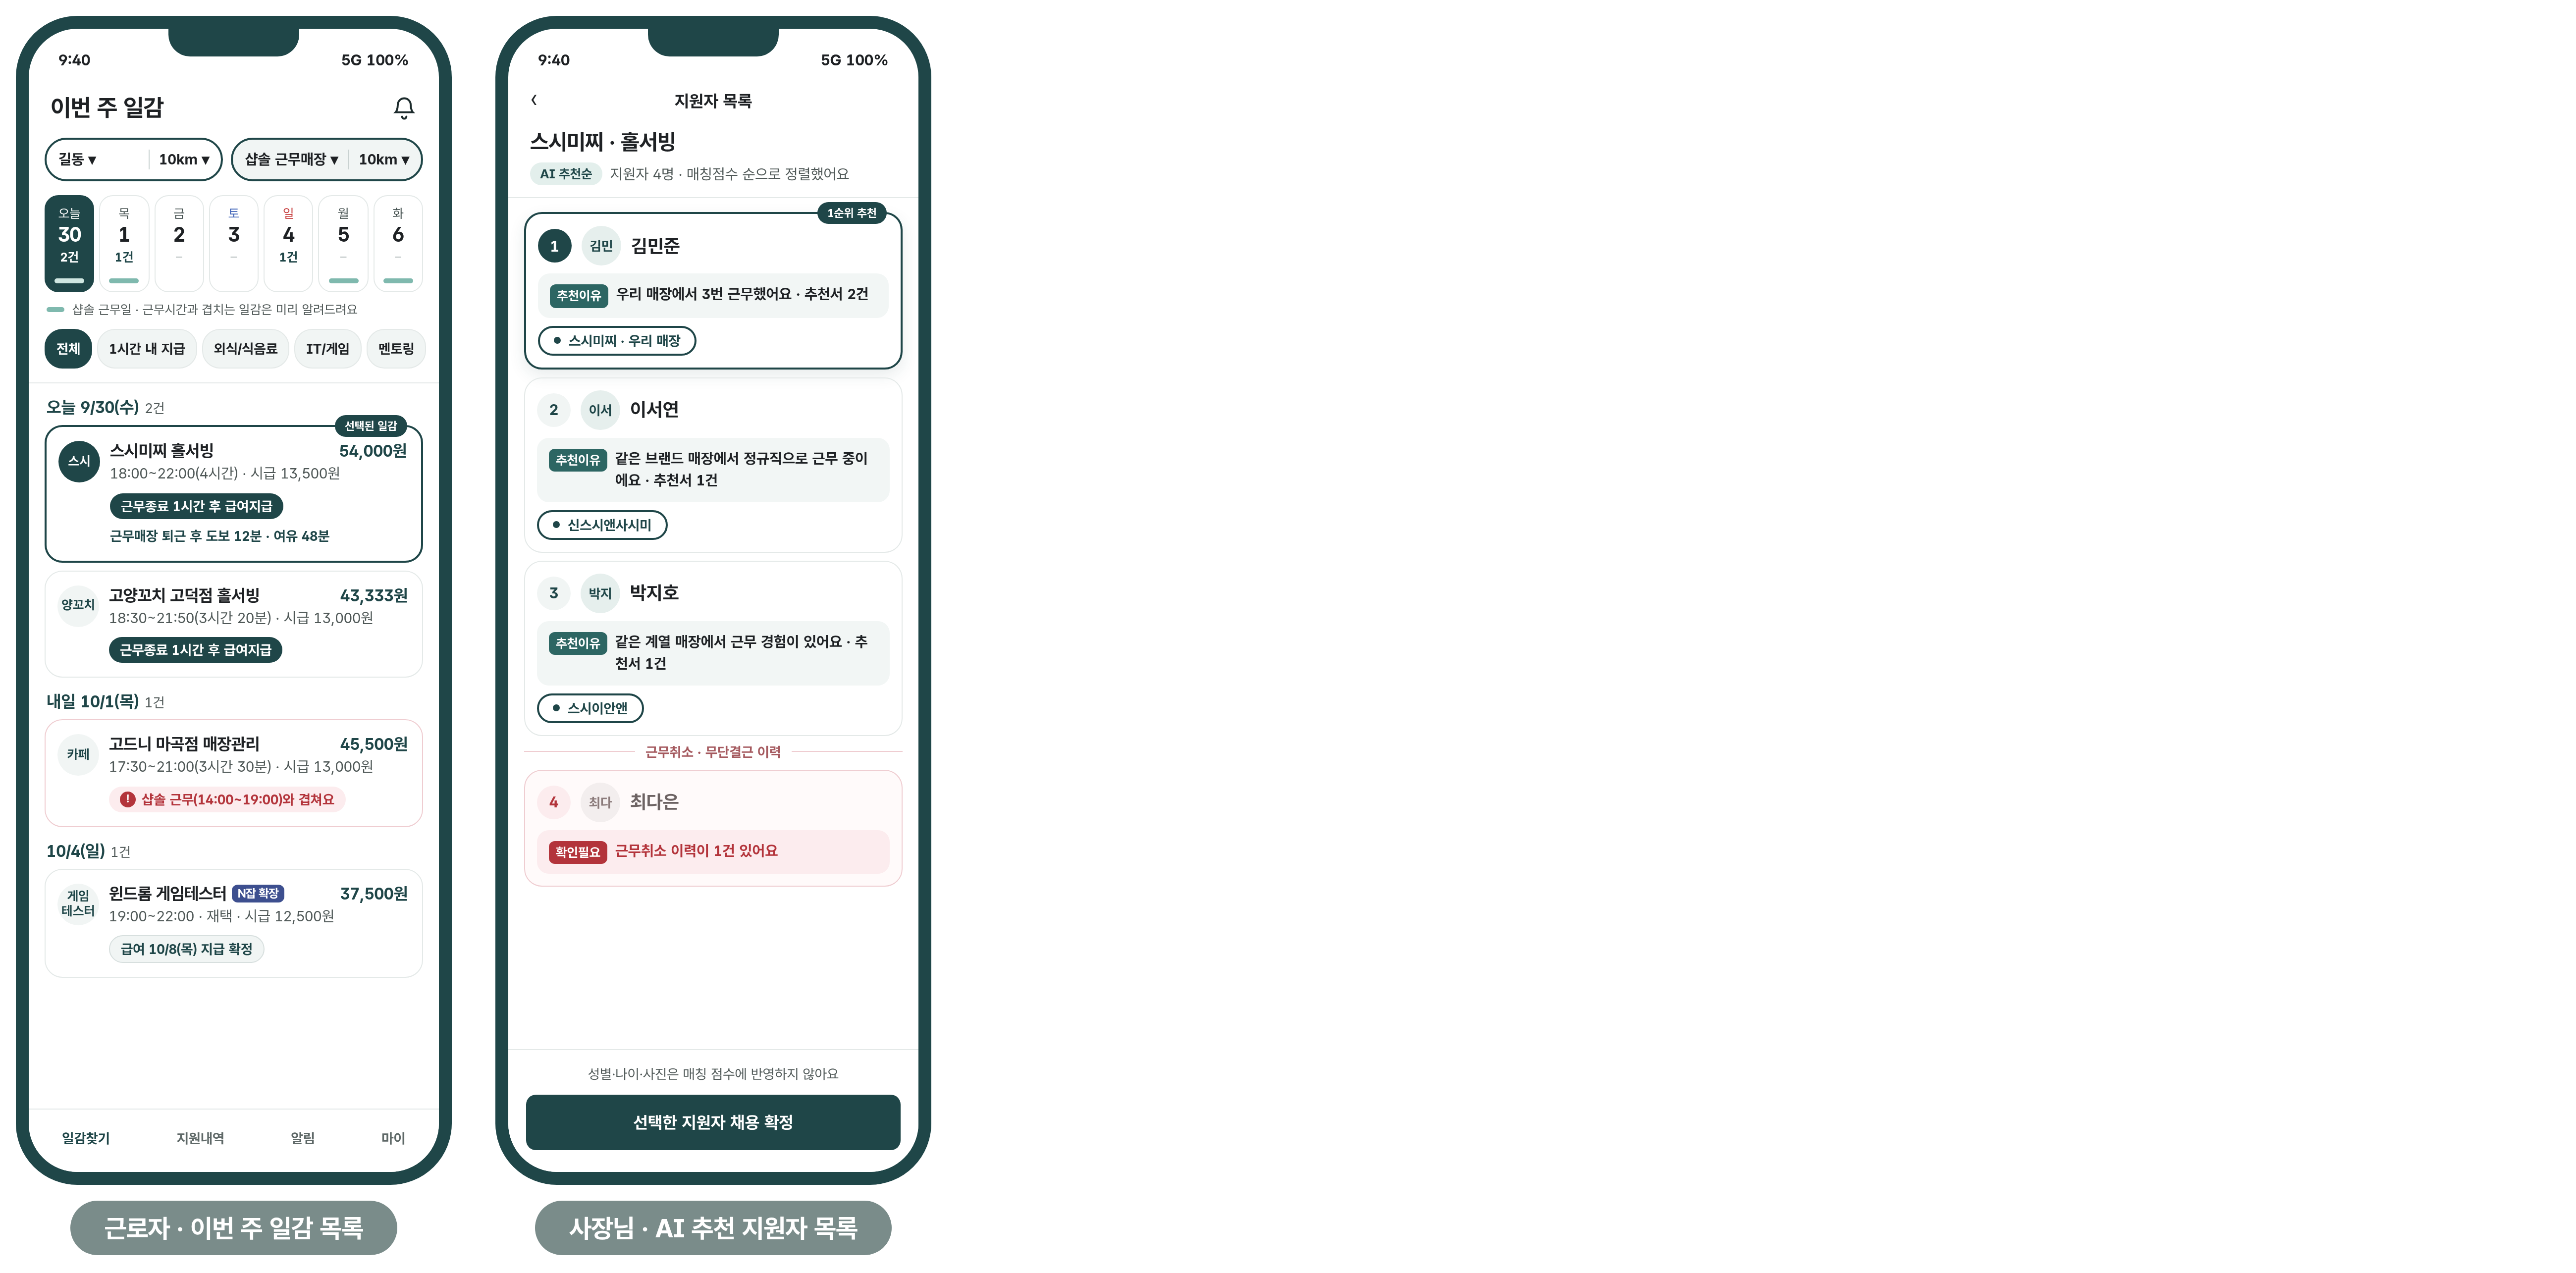 9:40
5G 100%
이번 주 일감
길동 ▾
10km ▾
샵솔 근무매장 ▾
10km ▾
오늘
30
2건
목
1
1건
금
2
–
토
3
–
일
4
1건
월
5
–
화
6
–
샵솔 근무일 · 근무시간과 겹치는 일감은 미리 알려드려요
전체
1시간 내 지급
외식/식음료
IT/게임
멘토링
오늘 9/30(수) 2건
선택된 일감
스시
스시미찌 홀서빙
54,000원
18:00~22:00(4시간) · 시급 13,500원
근무종료 1시간 후 급여지급
근무매장 퇴근 후 도보 12분 · 여유 48분
양꼬치
고양꼬치 고덕점 홀서빙
43,333원
18:30~21:50(3시간 20분) · 시급 13,000원
근무종료 1시간 후 급여지급
내일 10/1(목) 1건
카페
고드니 마곡점 매장관리
45,500원
17:30~21:00(3시간 30분) · 시급 13,000원
! 샵솔 근무(14:00~19:00)와 겹쳐요
10/4(일) 1건
게임
테스터
윈드롬 게임테스터
N잡 확장
37,500원
19:00~22:00 · 재택 · 시급 12,500원
급여 10/8(목) 지급 확정
일감찾기
지원내역
알림
마이
근로자 · 이번 주 일감 목록
9:40
5G 100%
‹
지원자 목록
스시미찌 · 홀서빙
AI 추천순
지원자 4명 · 매칭점수 순으로 정렬했어요
1순위 추천
1
김민
김민준
추천이유
우리 매장에서 3번 근무했어요 · 추천서 2건
스시미찌 · 우리 매장
2
이서
이서연
추천이유
같은 브랜드 매장에서 정규직으로 근무 중이
에요 · 추천서 1건
신스시앤사시미
3
박지
박지호
추천이유
같은 계열 매장에서 근무 경험이 있어요 · 추
천서 1건
스시이안앤
근무취소 · 무단결근 이력
4
최다
최다은
확인필요
근무취소 이력이 1건 있어요
성별·나이·사진은 매칭 점수에 반영하지 않아요
선택한 지원자 채용 확정
사장님 · AI 추천 지원자 목록